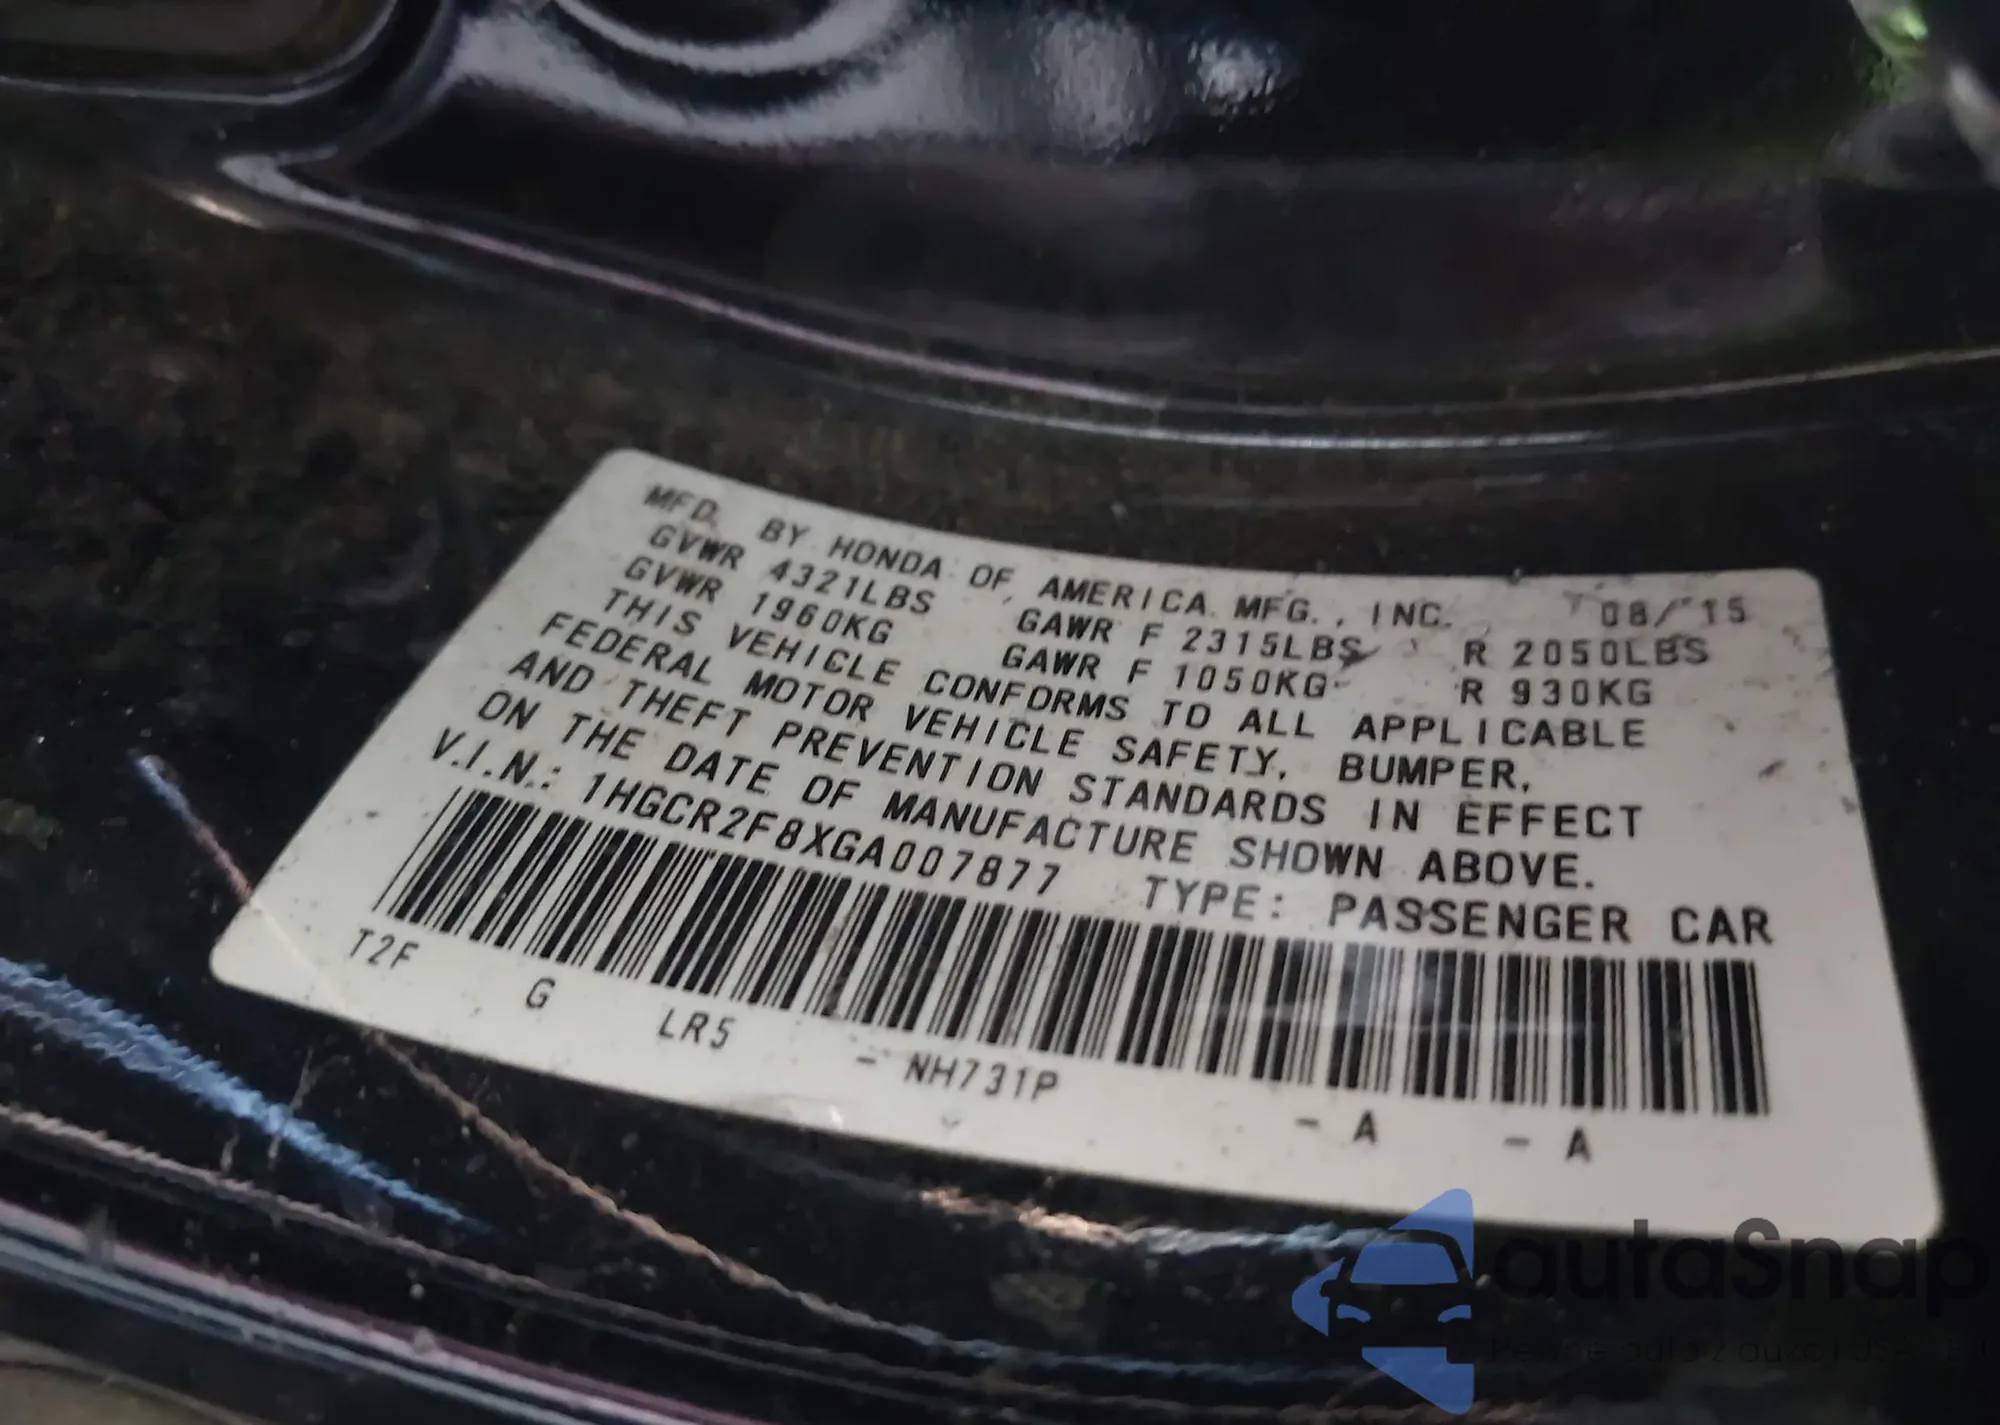 MFD. BY HONDA OF AMERICA MFG., INC. 08/15
GVWR 4321LBS GAWR F 2315LBS R 2050LBS
GVWR 1960KG GAWR F 1050KG R 930KG
THIS VEHICLE CONFORMS TO ALL APPLICABLE
FEDERAL MOTOR VEHICLE SAFETY, BUMPER,
AND THEFT PREVENTION STANDARDS IN EFFECT
ON THE DATE OF MANUFACTURE SHOWN ABOVE.
V.I.N.: 1HGCR2F8XGA007877 TYPE: PASSENGER CAR
T2F G LR5 - NH731P - A - A
autaSnap